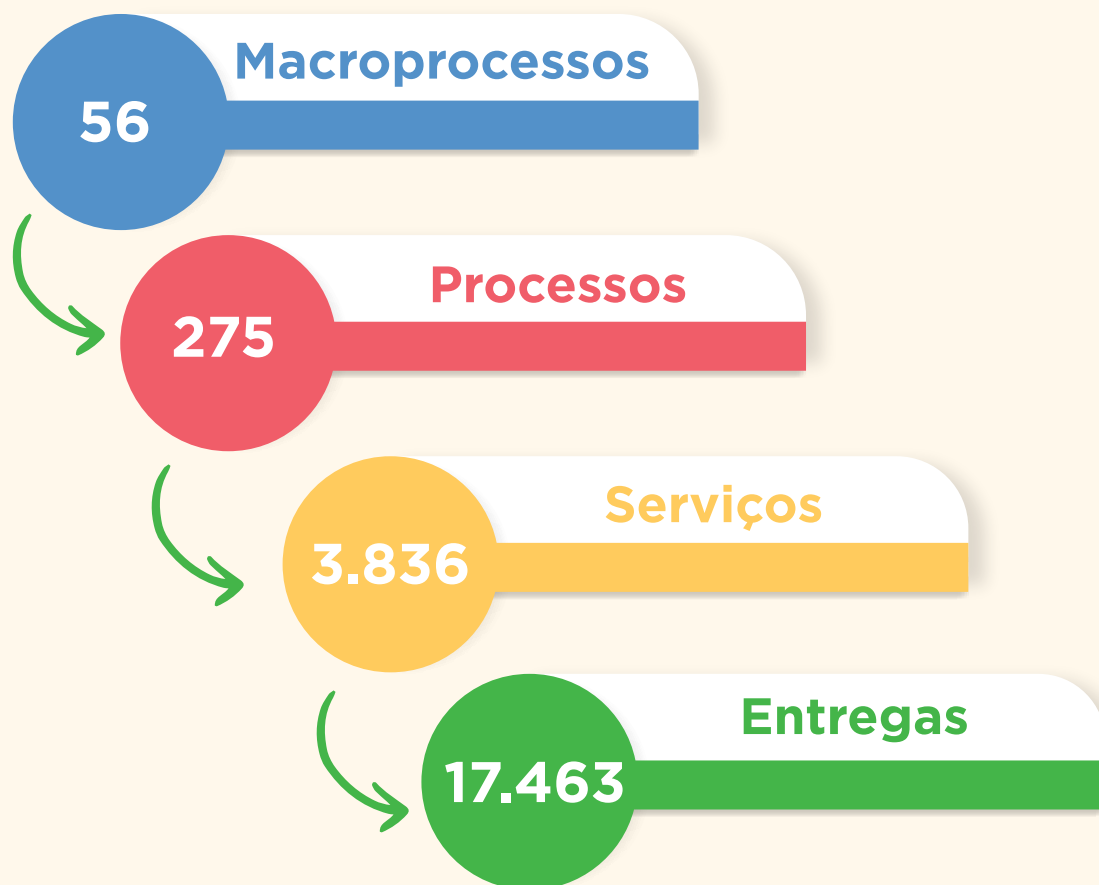 Macroprocessos
56
Processos
275
Serviços
3.836
Entregas
17.463